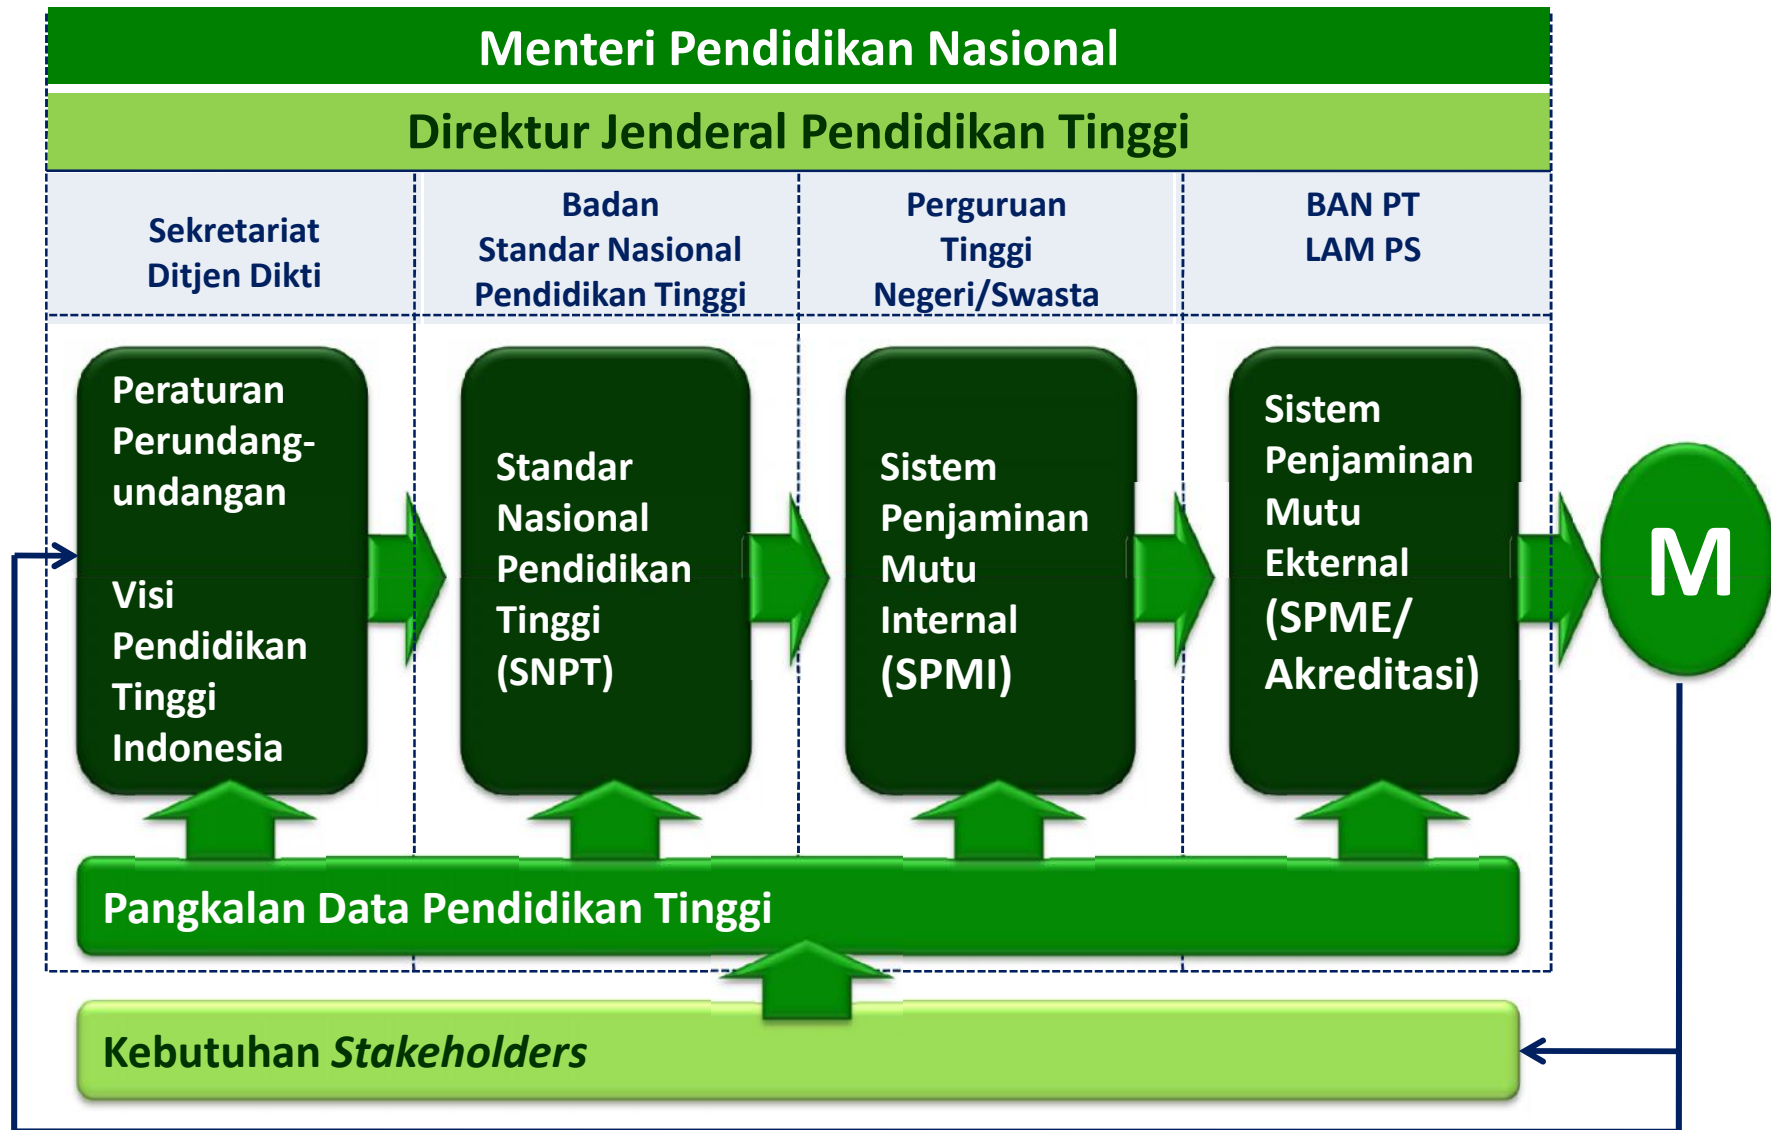 Menteri Pendidikan Nasional
Direktur Jenderal Pendidikan Tinggi
Sekretariat
Ditjen Dikti
Badan
Standar Nasional
Pendidikan Tinggi
Perguruan
Tinggi
Negeri/Swasta
BAN PT
LAM PS
Peraturan
Perundang-
undangan
Visi
Pendidikan
Tinggi
Indonesia
Standar
Nasional
Pendidikan
Tinggi
(SNPT)
Sistem
Penjaminan
Mutu
Internal
(SPMI)
Sistem
Penjaminan
Mutu
Ekternal
(SPME/
Akreditasi)
M
Pangkalan Data Pendidikan Tinggi
Kebutuhan Stakeholders